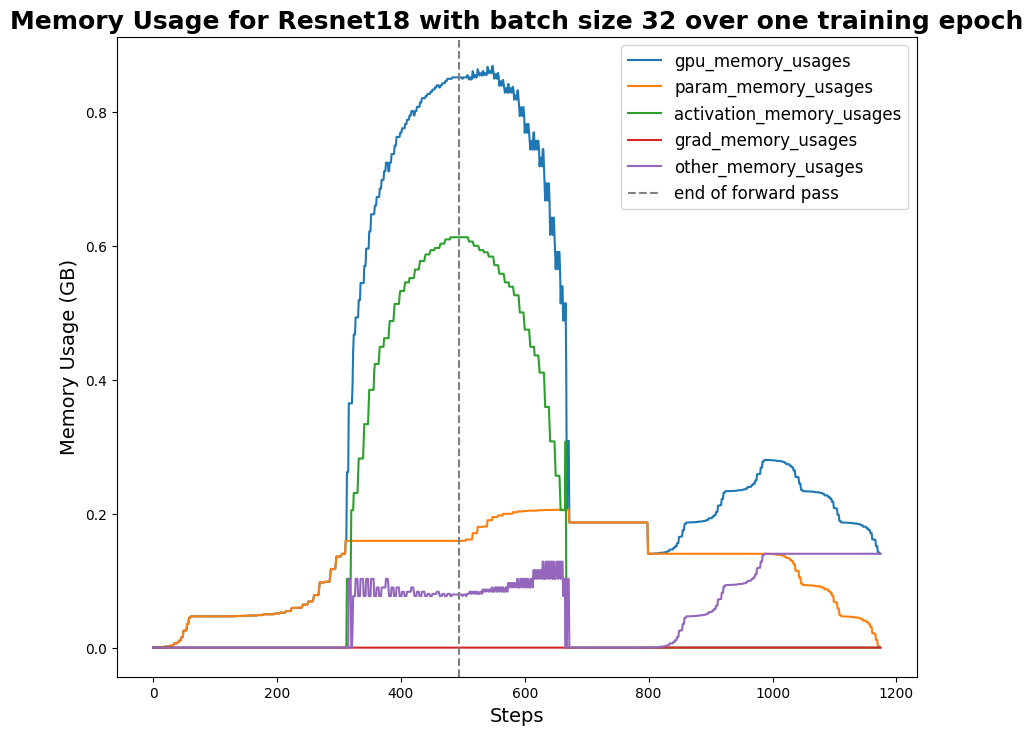 Memory Usage for Resnet18 with batch size 32 over one training epoch
gpu_memory_usages
param_memory_usages
activation_memory_usages
grad_memory_usages
other_memory_usages
end of forward pass
Memory Usage (GB)
0.8
0.6
0.4
0.2
0.0
0 200 400 600 800 1000 1200
Steps